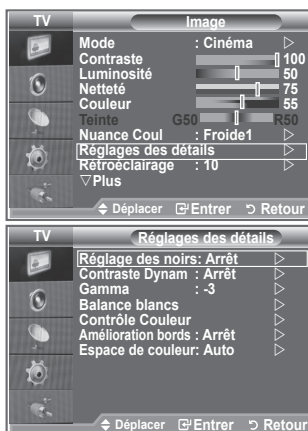 TV Image
Mode : Cinéma
Contraste 100
Luminosité 50
Netteté 75
Couleur 55
Teinte G50 R50
Nuance Coul : Froide1
Réglages des détails
Rétroéclairage : 10
▽Plus
Déplacer Entrer Retour
TV Réglages des détails
Réglage des noirs: Arrêt
Contraste Dynam : Arrêt
Gamma : -3
Balance blancs
Contrôle Couleur
Amélioration bords : Arrêt
Espace de couleur: Auto
Déplacer Entrer Retour